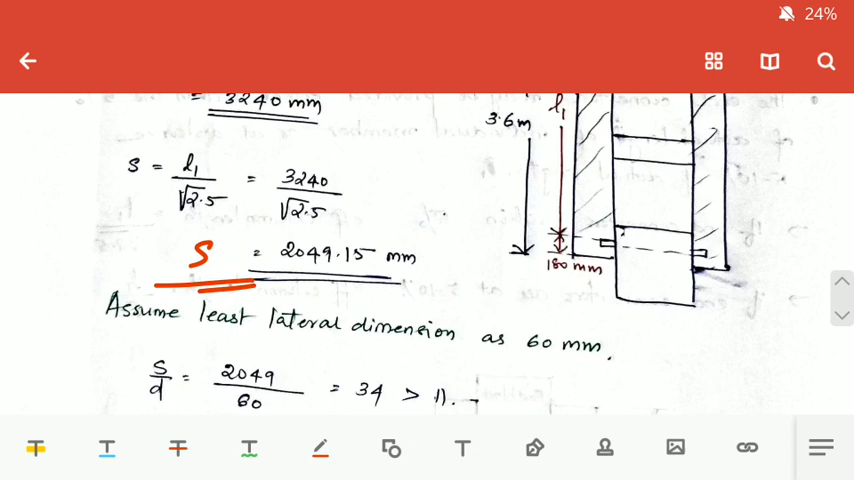 24%
= 3240 mm
3.6m
l₁
S = l₁/√2.5 = 3240/√2.5
S = 2049.15 mm
180 mm
Assume least lateral dimension as 60 mm.
S/d = 2049/60 = 34 > 11.
T T T T T